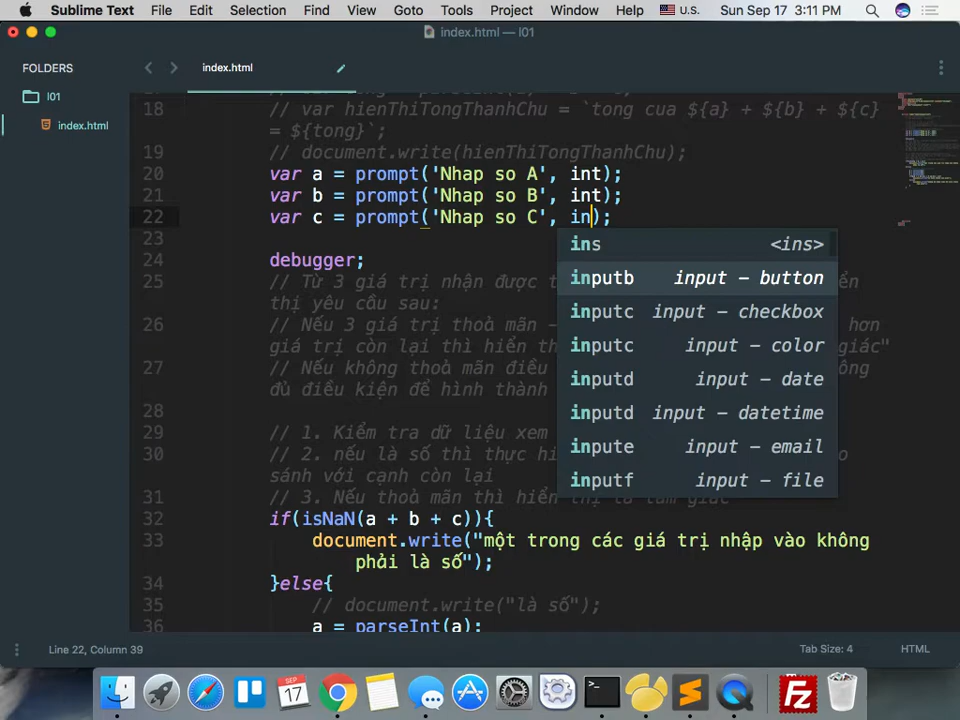 Sublime Text File Edit Selection Find View Goto Tools Project Window Help U.S. Sun Sep 17 3:11 PM
index.html — l01
FOLDERS
l01
index.html
index.html
18 // var hienThiTongThanhChu = `tong cua ${a} + ${b} + ${c}
= ${tong}`;
19 // document.write(hienThiTongThanhChu);
20 var a = prompt('Nhap so A', int);
21 var b = prompt('Nhap so B', int);
22 var c = prompt('Nhap so C', in);
23
ins <ins>
24 debugger;
inputb input – button
25 // Từ 3 giá trị nhận được
thị yêu cầu sau:
inputc input – checkbox
26 // Nếu 3 giá trị thoả mãn – hơn
giá trị còn lại thì hiển giác"
inputc input – color
27 // Nếu không thoả mãn điều
đủ điều kiện để hình thành
inputd input – date
28
inputd input – datetime
29 // 1. Kiểm tra dữ liệu xem
inpute input – email
30 // 2. nếu là số thì thực
sánh với cạnh còn lại
inputf input – file
31 // 3. Nếu thoả mãn thì hiển
32 if(isNaN(a + b + c)){
33 document.write("một trong các giá trị nhập vào không
phải là số");
34 }else{
35 // document.write("là số");
36 a = parseInt(a);
Line 22, Column 39 Tab Size: 4 HTML
SEP
17
Fz